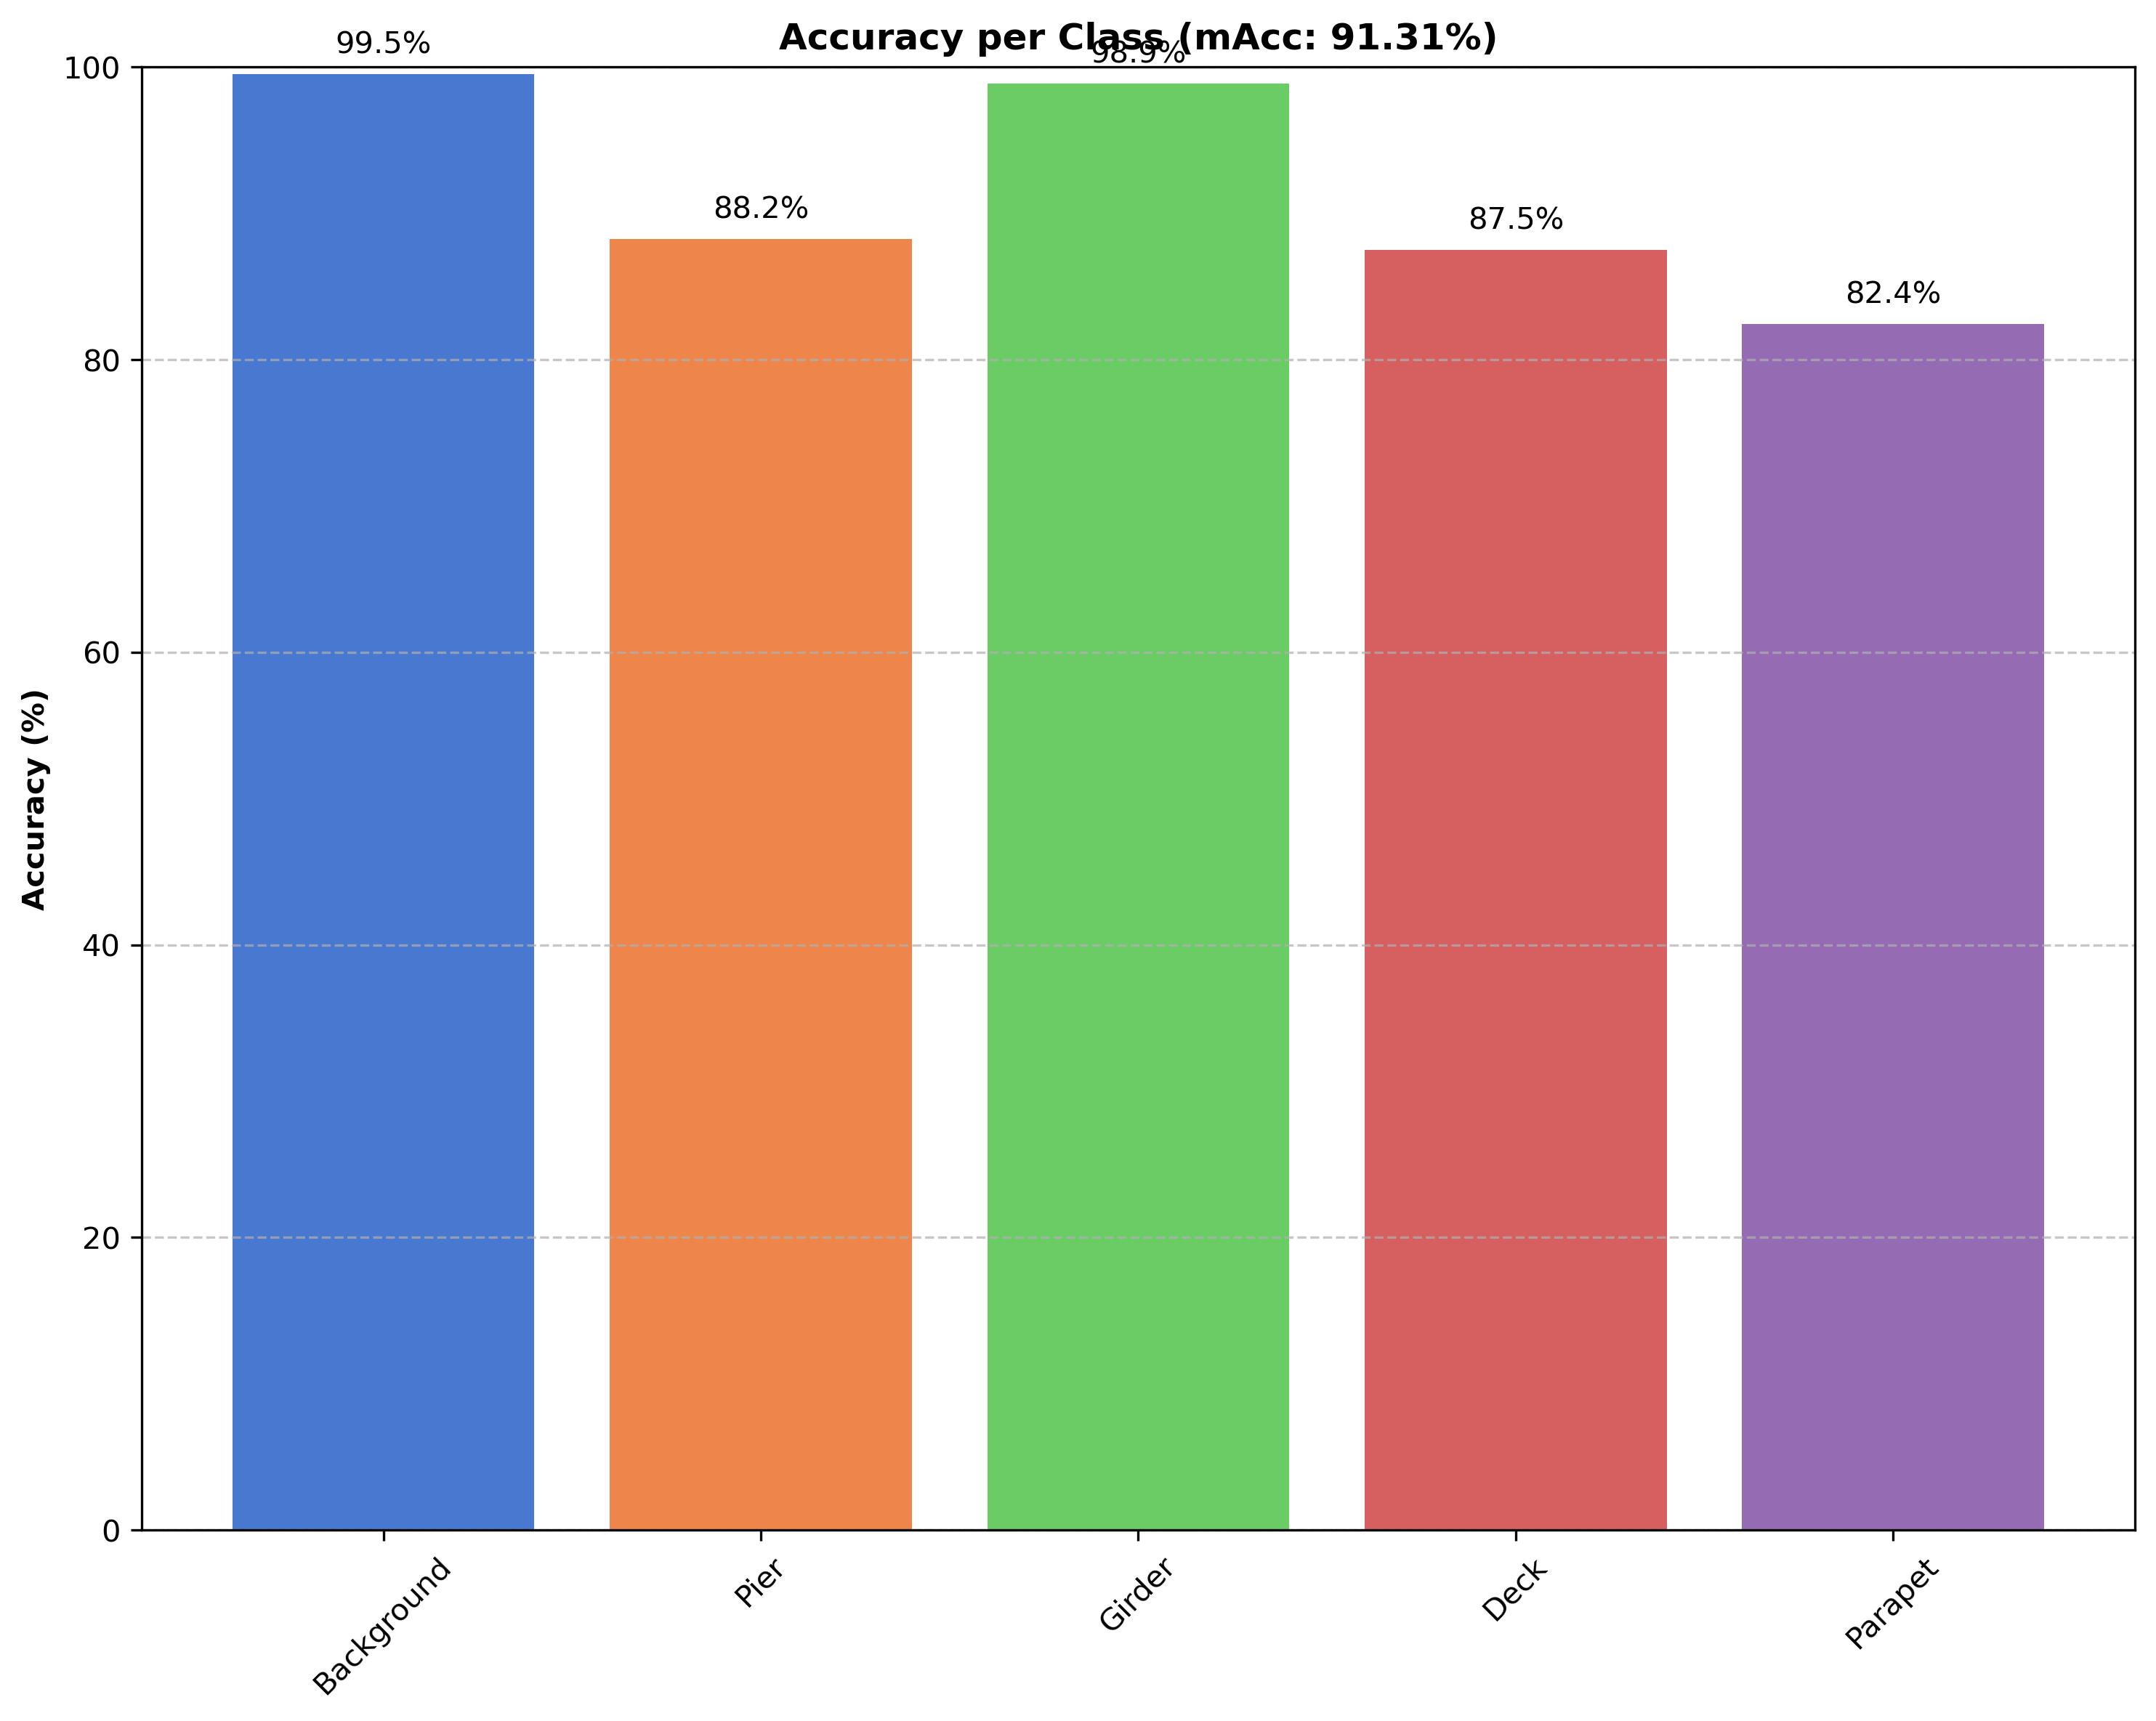 Accuracy per Class (mAcc: 91.31%)
99.5%
98.9%
88.2%
87.5%
82.4%
100
80
60
40
20
0
Accuracy (%)
Background
Pier
Girder
Deck
Parapet